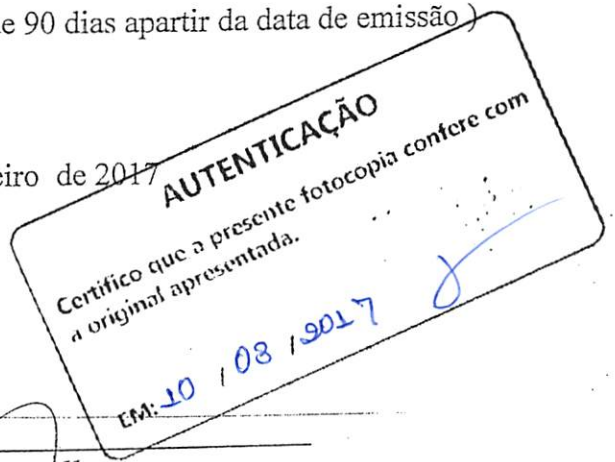 e 90 dias apartir da data de emissão )
eiro de 2017
AUTENTICAÇÃO
Certifico que a presente fotocopia confere com
a original apresentada.
EM: 10 / 03 / 2017